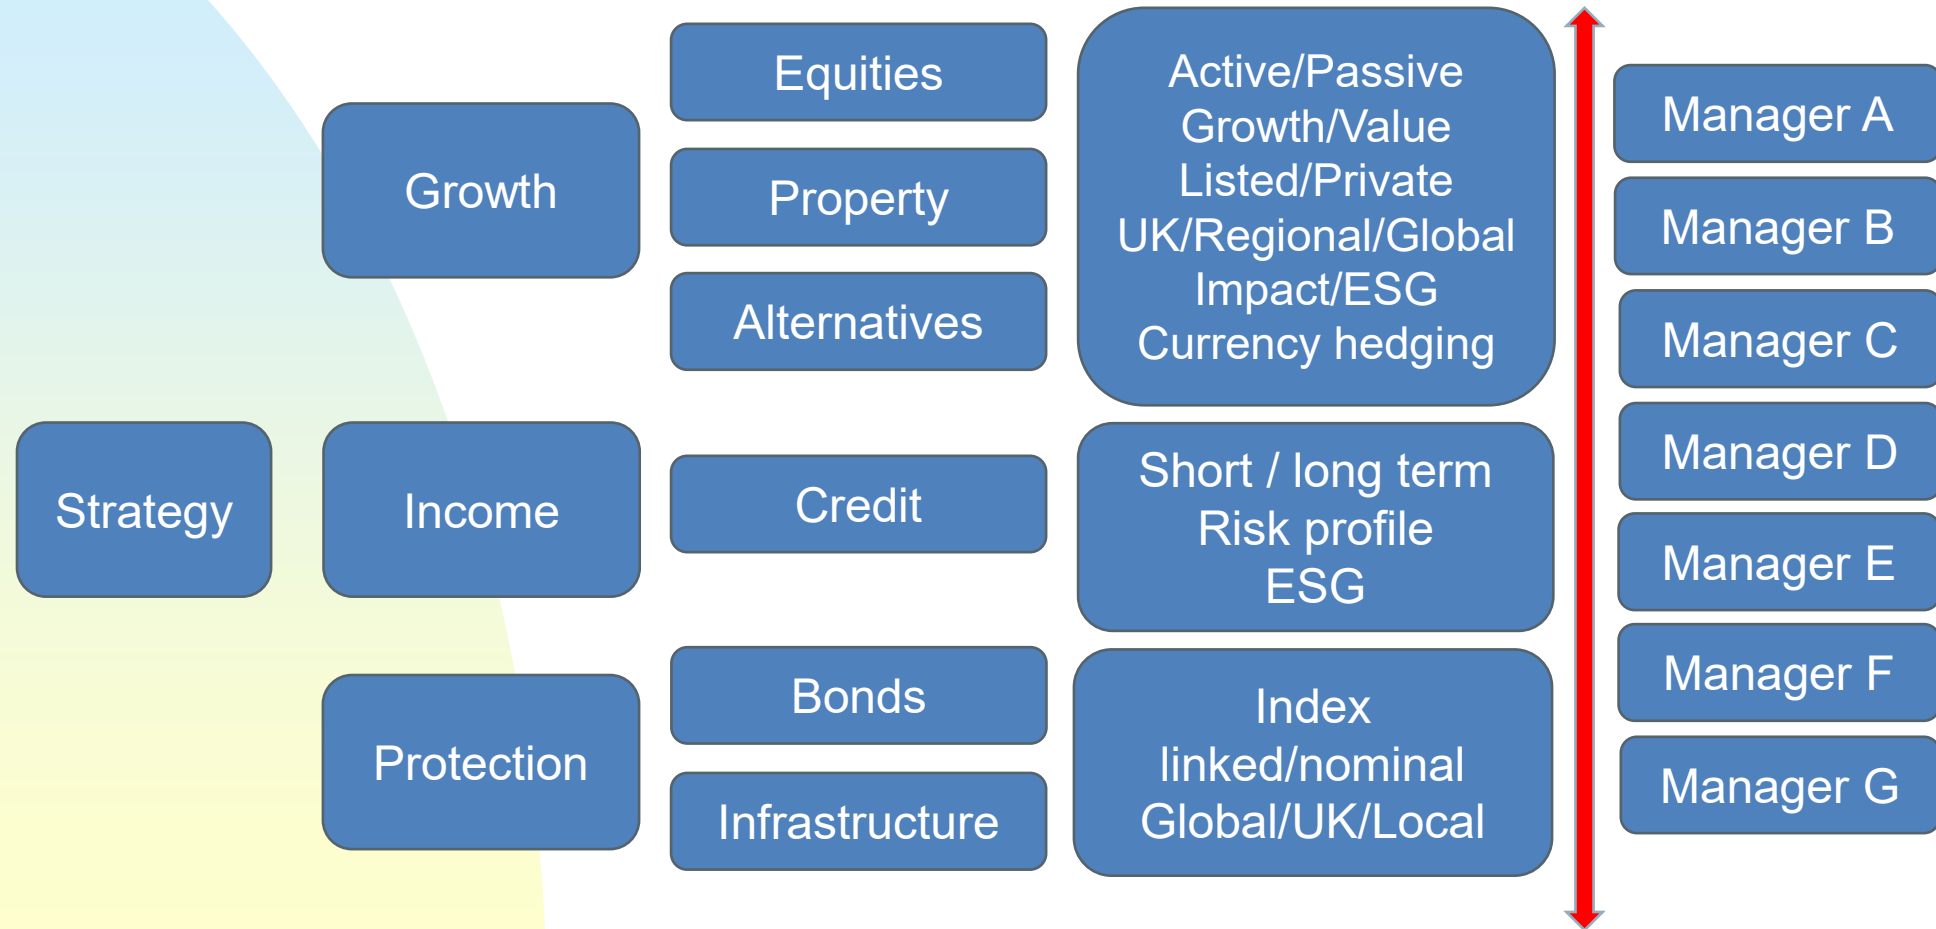 Strategy
Growth
Income
Protection
Equities
Property
Alternatives
Credit
Bonds
Infrastructure
Active/Passive
Growth/Value
Listed/Private
UK/Regional/Global
Impact/ESG
Currency hedging
Short / long term
Risk profile
ESG
Index
linked/nominal
Global/UK/Local
Manager A
Manager B
Manager C
Manager D
Manager E
Manager F
Manager G